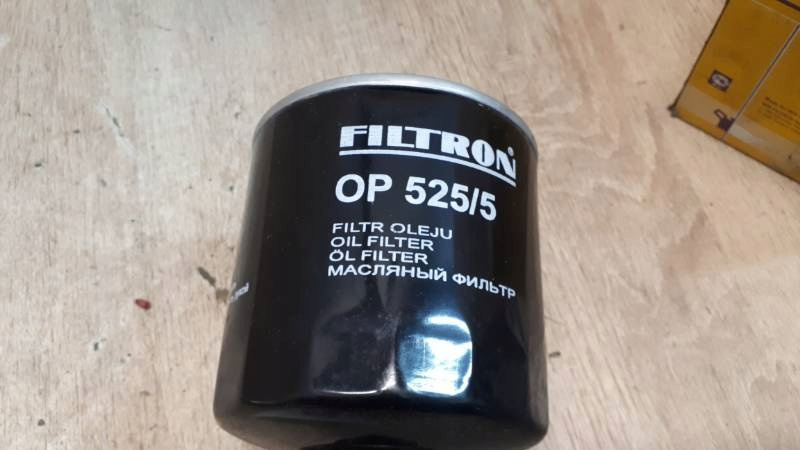 FILTRON
OP 525/5
FILTR OLEJU
OIL FILTER
ÖL FILTER
МАСЛЯНЫЙ ФИЛЬТР